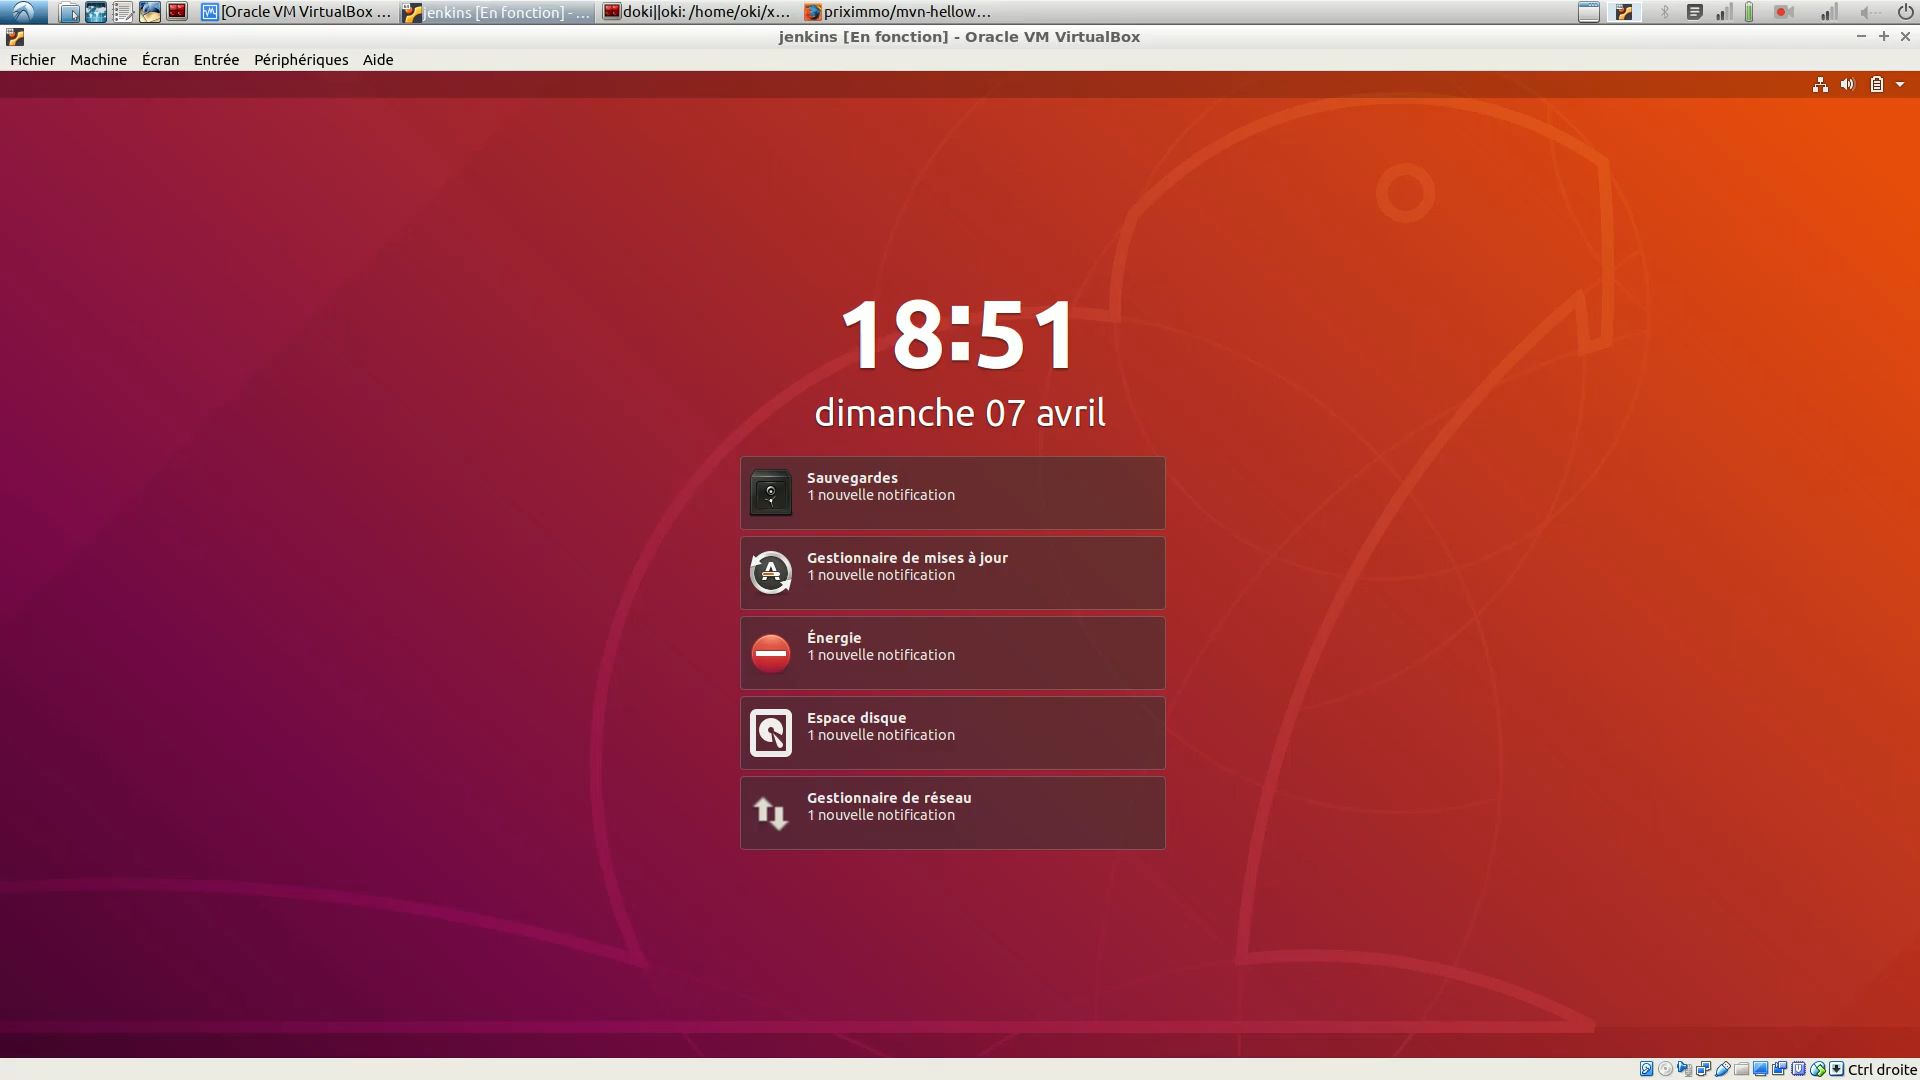 [Oracle VM VirtualBox ...
jenkins [En fonction] - ...
doki||oki: /home/oki/x...
priximmo/mvn-hellow...
jenkins [En fonction] - Oracle VM VirtualBox
Fichier Machine Écran Entrée Périphériques Aide
18:51
dimanche 07 avril
Sauvegardes
1 nouvelle notification
Gestionnaire de mises à jour
1 nouvelle notification
Énergie
1 nouvelle notification
Espace disque
1 nouvelle notification
Gestionnaire de réseau
1 nouvelle notification
Ctrl droite